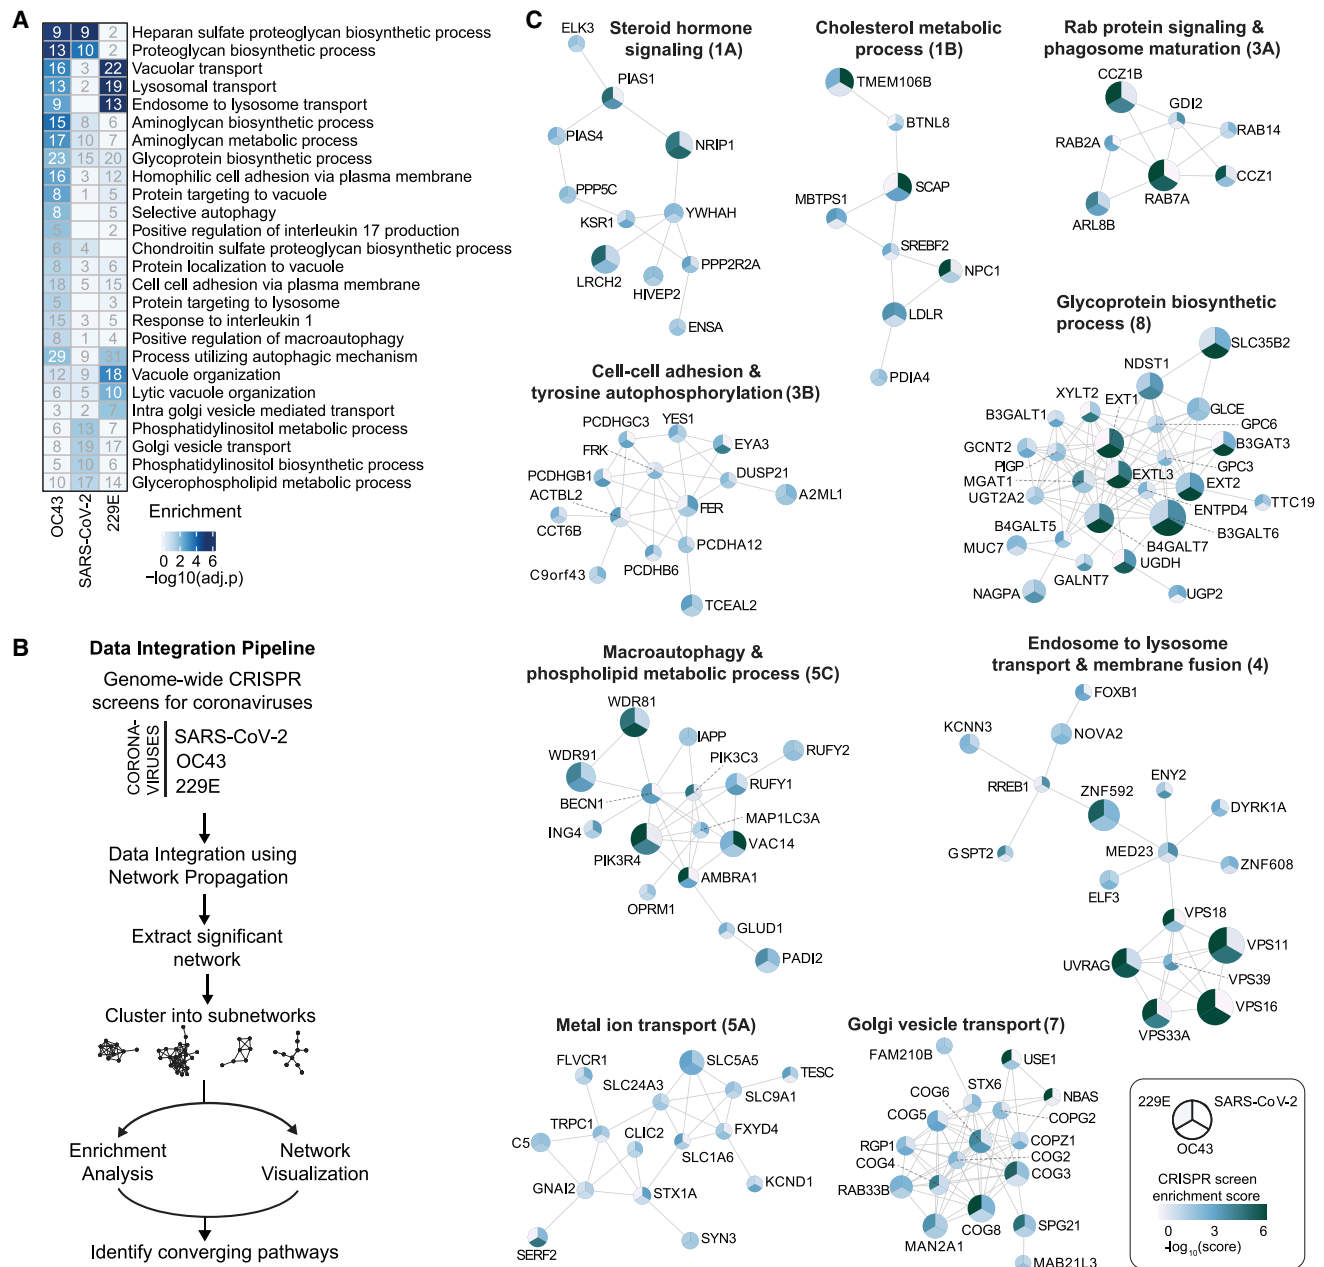 A
9 9 2 Heparan sulfate proteoglycan biosynthetic process
13 10 2 Proteoglycan biosynthetic process
16 3 22 Vacuolar transport
13 2 19 Lysosomal transport
9 13 Endosome to lysosome transport
15 8 6 Aminoglycan biosynthetic process
17 10 7 Aminoglycan metabolic process
23 15 20 Glycoprotein biosynthetic process
16 3 12 Homophilic cell adhesion via plasma membrane
8 1 5 Protein targeting to vacuole
8 5 Selective autophagy
5 2 Positive regulation of interleukin 17 production
6 4 Chondroitin sulfate proteoglycan biosynthetic process
8 3 6 Protein localization to vacuole
18 5 15 Cell cell adhesion via plasma membrane
5 3 Protein targeting to lysosome
15 3 5 Response to interleukin 1
8 1 4 Positive regulation of macroautophagy
29 9 31 Process utilizing autophagic mechanism
12 9 18 Vacuole organization
6 5 10 Lytic vacuole organization
3 2 7 Intra golgi vesicle mediated transport
6 13 7 Phosphatidylinositol metabolic process
8 19 17 Golgi vesicle transport
5 10 6 Phosphatidylinositol biosynthetic process
10 17 14 Glycerophospholipid metabolic process
OC43
SARS-CoV-2
229E
Enrichment
0 2 4 6
−log10(adj.p)
B
Data Integration Pipeline
Genome-wide CRISPR
screens for coronaviruses
CORONA-
VIRUSES
SARS-CoV-2
OC43
229E
Data Integration using
Network Propagation
Extract significant
network
Cluster into subnetworks
Enrichment
Analysis
Network
Visualization
Identify converging pathways
C
Steroid hormone
signaling (1A)
ELK3
PIAS1
PIAS4
NRIP1
PPP5C
KSR1
YWHAH
LRCH2
HIVEP2
PPP2R2A
ENSA
Cholesterol metabolic
process (1B)
TMEM106B
BTNL8
SCAP
MBTPS1
SREBF2
NPC1
LDLR
PDIA4
Rab protein signaling &
phagosome maturation (3A)
CCZ1B
GDI2
RAB14
RAB2A
CCZ1
RAB7A
ARL8B
Cell-cell adhesion &
tyrosine autophosphorylation (3B)
PCDHGC3
YES1
FRK
EYA3
PCDHGB1
DUSP21
ACTBL2
A2ML1
FER
CCT6B
PCDHA12
PCDHB6
C9orf43
TCEAL2
Glycoprotein biosynthetic
process (8)
SLC35B2
NDST1
XYLT2
EXT1
GLCE
B3GALT1
GPC6
GCNT2
B3GAT3
PIGP
GPC3
MGAT1
EXTL3
EXT2
UGT2A2
TTC19
ENTPD4
B4GALT5
B3GALT6
MUC7
B4GALT7
UGDH
GALNT7
NAGPA
UGP2
Macroautophagy &
phospholipid metabolic process (5C)
WDR81
IAPP
RUFY2
WDR91
PIK3C3
RUFY1
BECN1
MAP1LC3A
ING4
VAC14
PIK3R4
AMBRA1
OPRM1
GLUD1
PADI2
Endosome to lysosome
transport & membrane fusion (4)
FOXB1
KCNN3
NOVA2
RREB1
ENY2
ZNF592
DYRK1A
GSPT2
MED23
ZNF608
ELF3
VPS18
VPS11
UVRAG
VPS39
VPS16
VPS33A
Metal ion transport (5A)
FLVCR1
SLC5A5
TESC
SLC24A3
SLC9A1
TRPC1
C5
CLIC2
FXYD4
SLC1A6
GNAI2
STX1A
KCND1
SERF2
SYN3
Golgi vesicle transport (7)
FAM210B
USE1
COG6
STX6
NBAS
COG5
COPG2
RGP1
COPZ1
COG4
COG2
COG3
RAB33B
MAN2A1
COG8
SPG21
MAB21L3
229E
SARS-CoV-2
OC43
CRISPR screen
enrichment score
0 3 6
-log10(score)